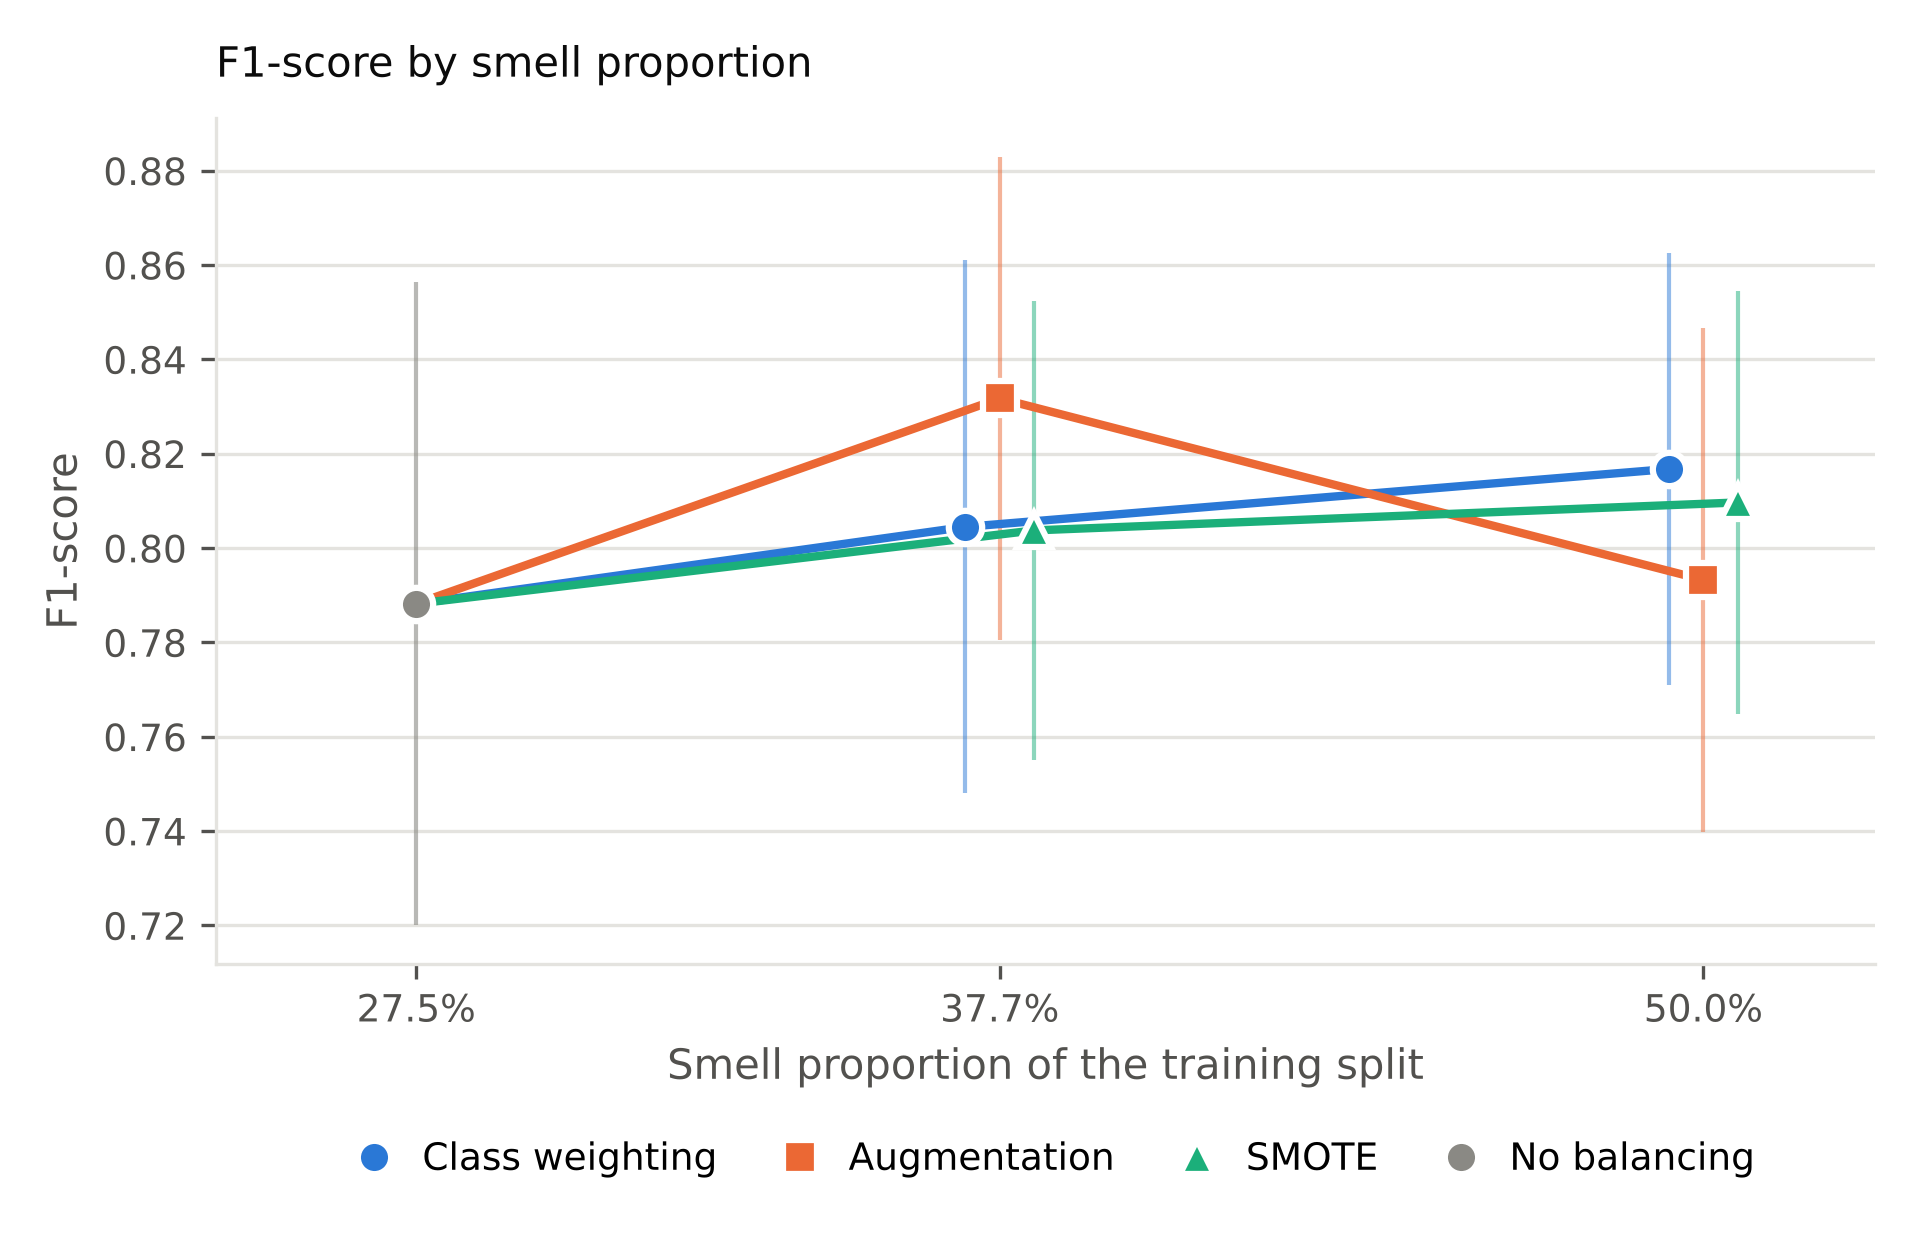 F1-score by smell proportion
F1-score
0.88
0.86
0.84
0.82
0.80
0.78
0.76
0.74
0.72
27.5% 37.7% 50.0%
Smell proportion of the training split
Class weighting Augmentation SMOTE No balancing